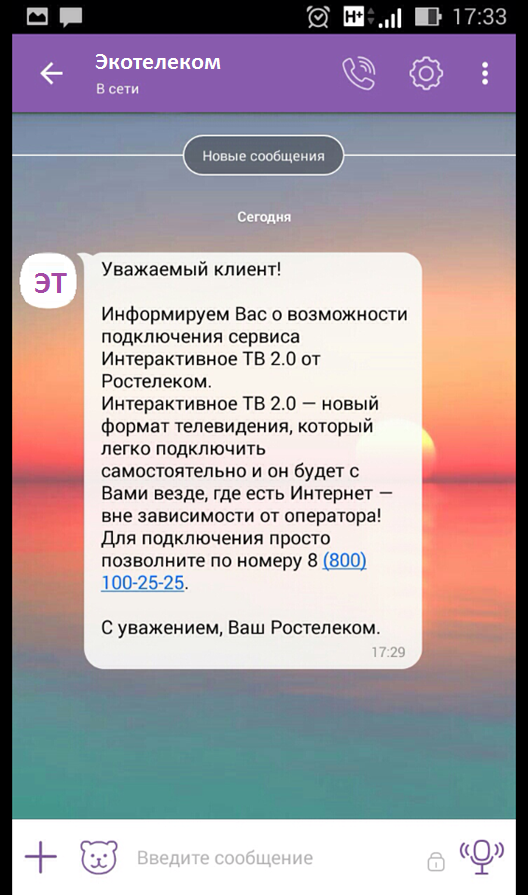 17:33
Экотелеком
В сети
Новые сообщения
Сегодня
ЭТ
Уважаемый клиент!
Информируем Вас о возможности
подключения сервиса
Интерактивное ТВ 2.0 от
Ростелеком.
Интерактивное ТВ 2.0 — новый
формат телевидения, который
легко подключить
самостоятельно и он будет с
Вами везде, где есть Интернет —
вне зависимости от оператора!
Для подключения просто
позвоните по номеру 8 (800)
100-25-25.
С уважением, Ваш Ростелеком.
17:29
Введите сообщение